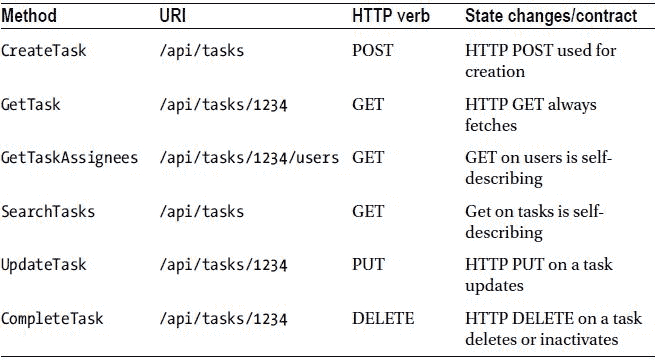 Method URI HTTP verb State changes/contract
CreateTask /api/tasks POST HTTP POST used for
creation
GetTask /api/tasks/1234 GET HTTP GET always
fetches
GetTaskAssignees /api/tasks/1234/users GET GET on users is self-
describing
SearchTasks /api/tasks GET Get on tasks is self-
describing
UpdateTask /api/tasks/1234 PUT HTTP PUT on a task
updates
CompleteTask /api/tasks/1234 DELETE HTTP DELETE on a task
deletes or inactivates